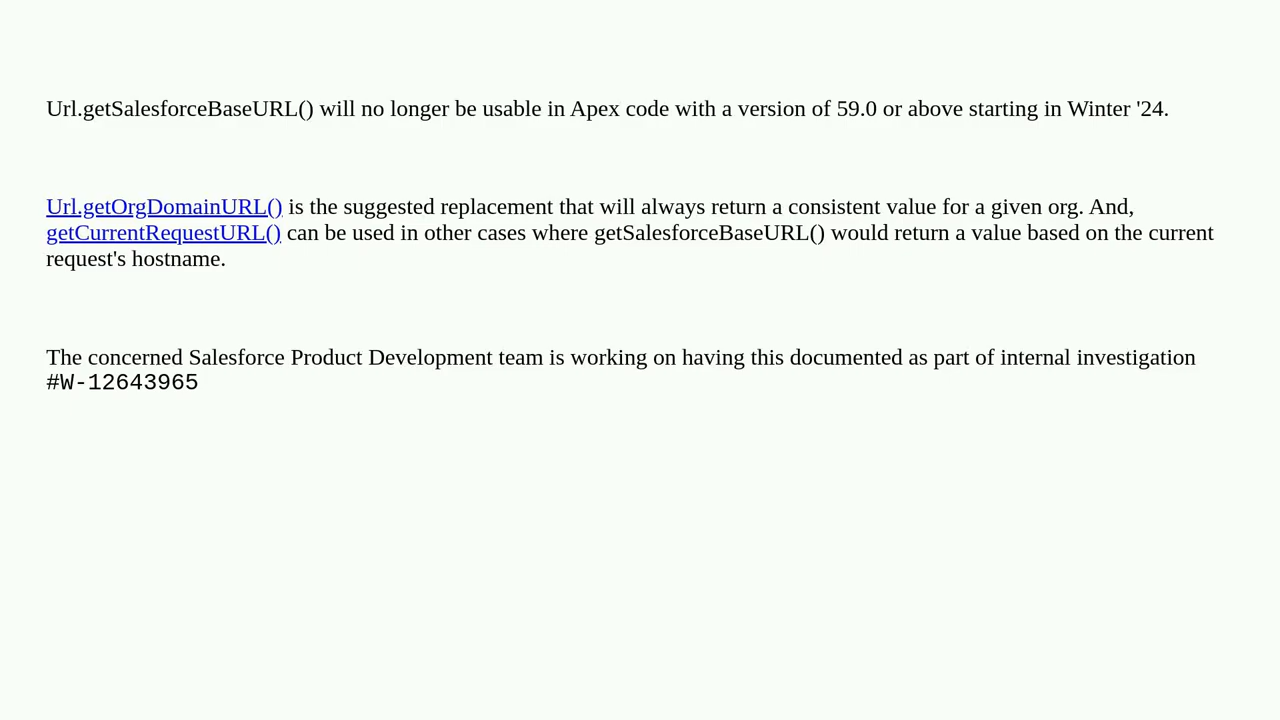 Url.getSalesforceBaseURL() will no longer be usable in Apex code with a version of 59.0 or above starting in Winter '24.
Url.getOrgDomainURL() is the suggested replacement that will always return a consistent value for a given org. And,
getCurrentRequestURL() can be used in other cases where getSalesforceBaseURL() would return a value based on the current
request's hostname.
The concerned Salesforce Product Development team is working on having this documented as part of internal investigation
#W-12643965